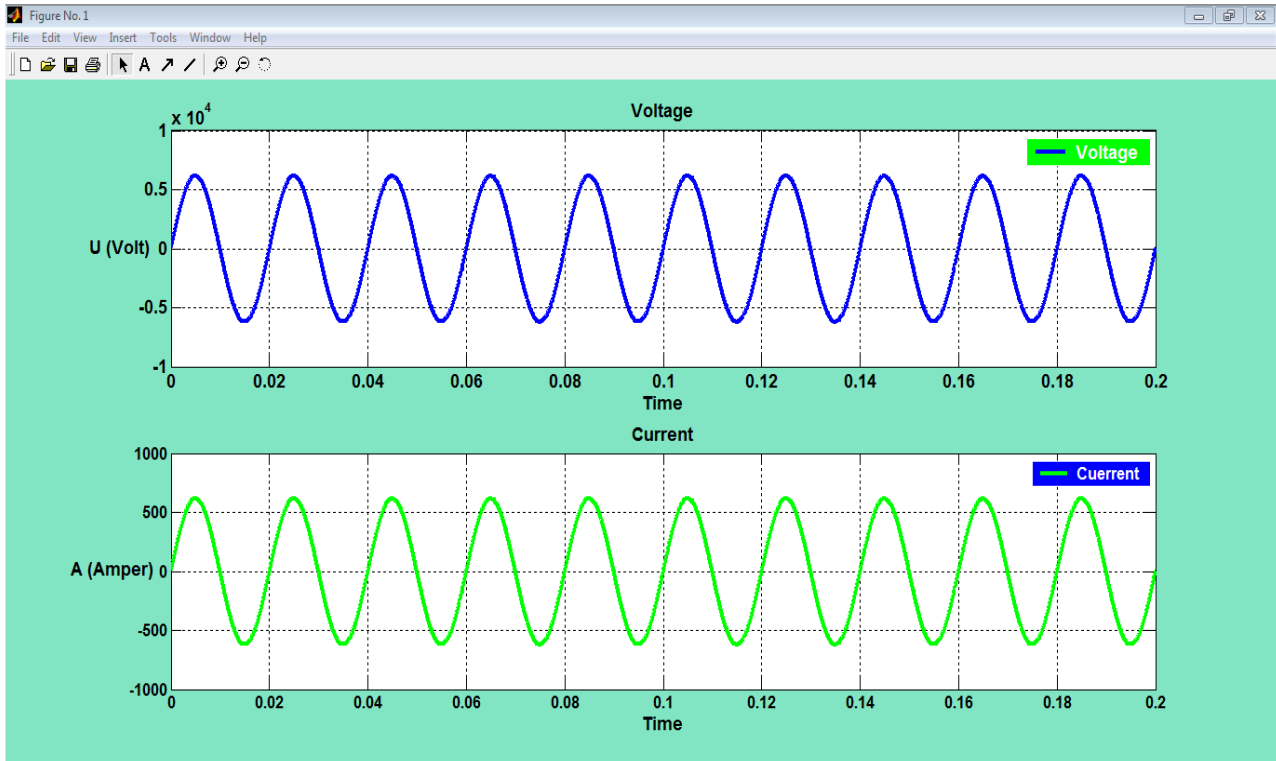 Figure No. 1
File Edit View Insert Tools Window Help
A
Voltage
x 10^4
1
0.5
U (Volt) 0
-0.5
-1
Voltage
0 0.02 0.04 0.06 0.08 0.1 0.12 0.14 0.16 0.18 0.2
Time
Current
1000
500
A (Amper) 0
-500
-1000
Cuerrent
0 0.02 0.04 0.06 0.08 0.1 0.12 0.14 0.16 0.18 0.2
Time